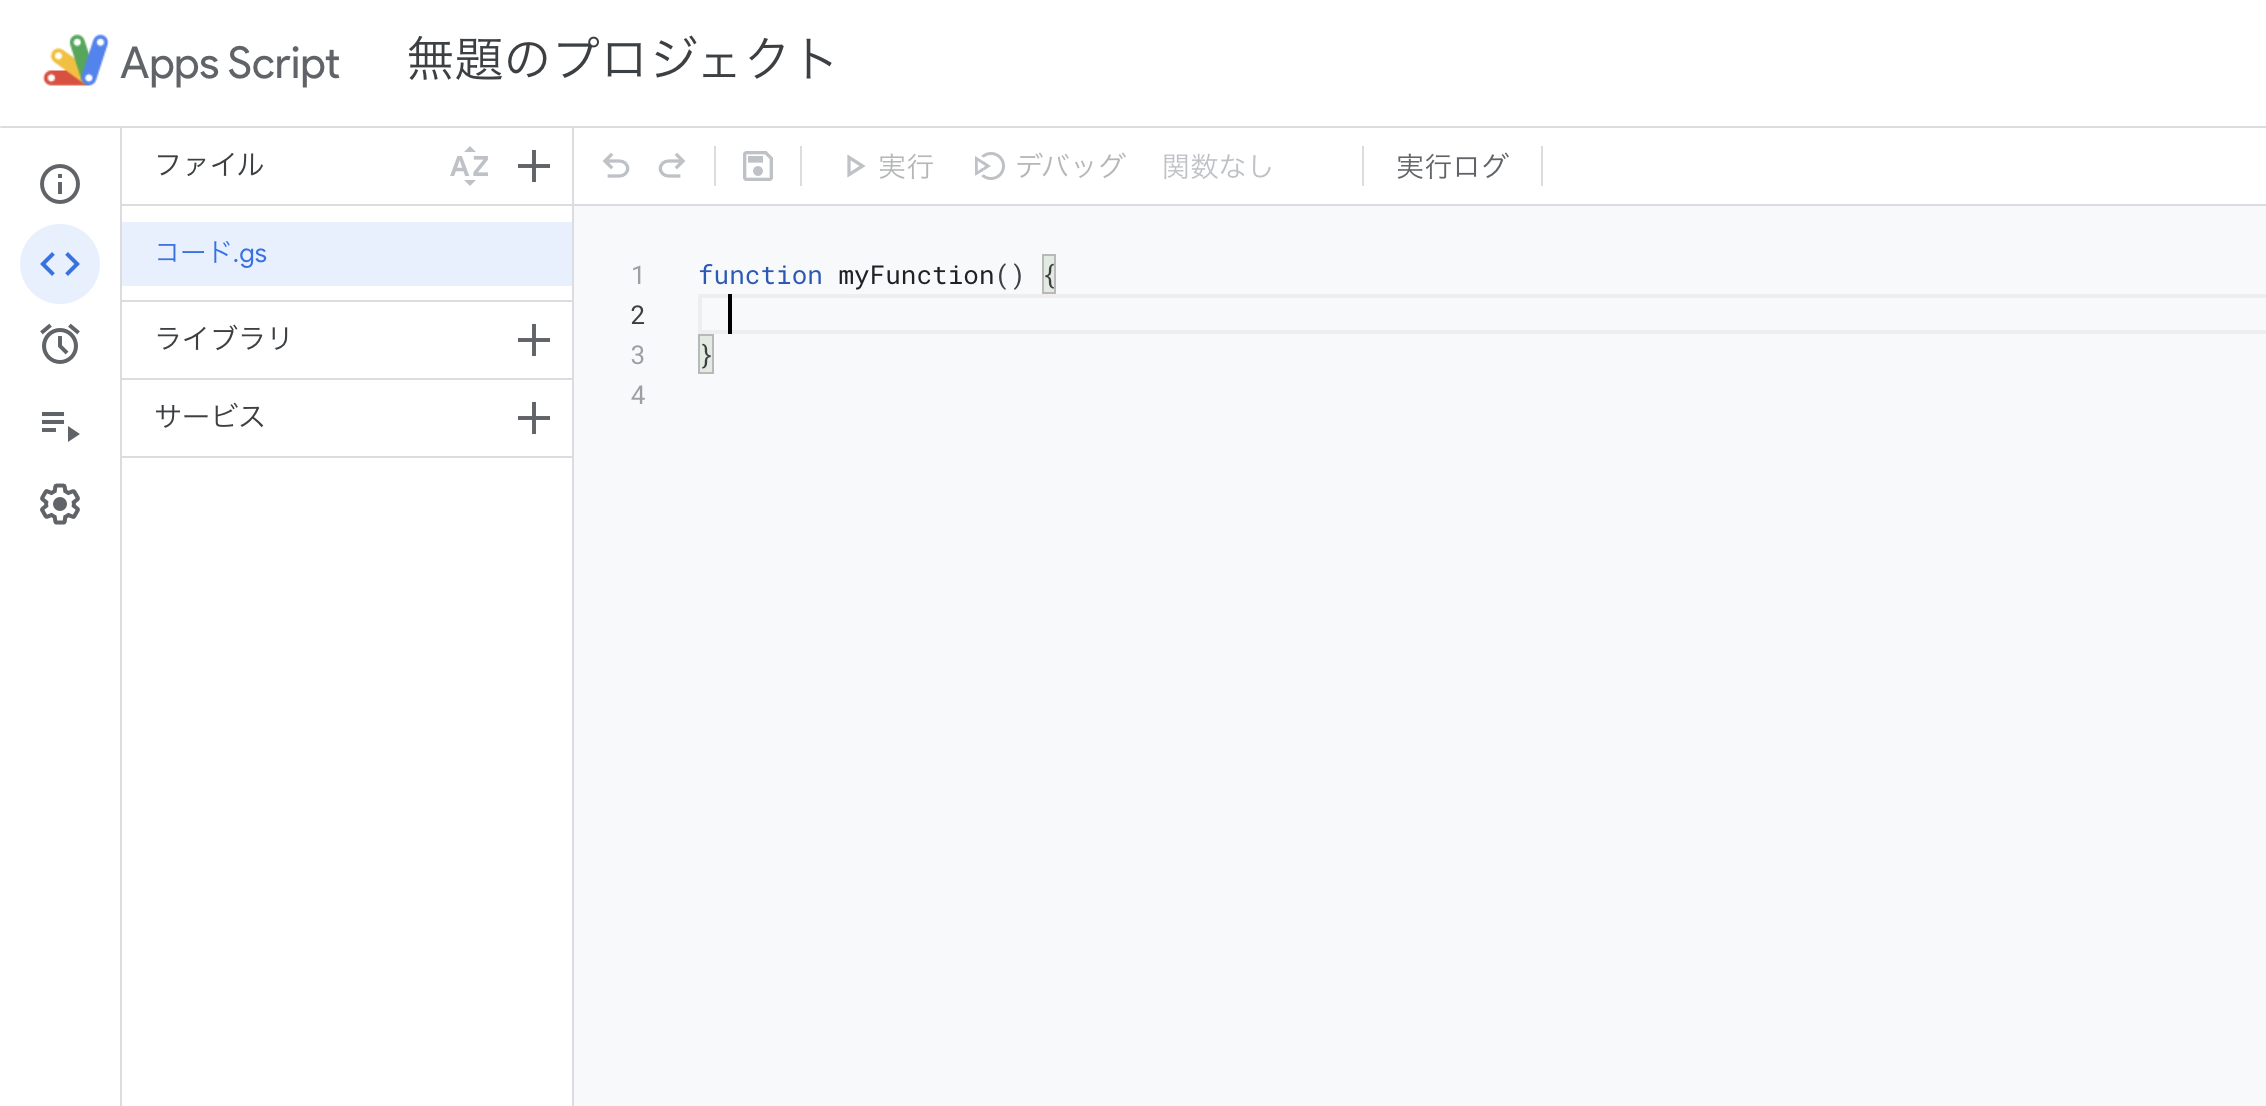 Apps Script 無題のプロジェクト
ファイル AZ
実行 デバッグ 関数なし 実行ログ
コード.gs
ライブラリ
サービス
1 function myFunction() {
2
3 }
4